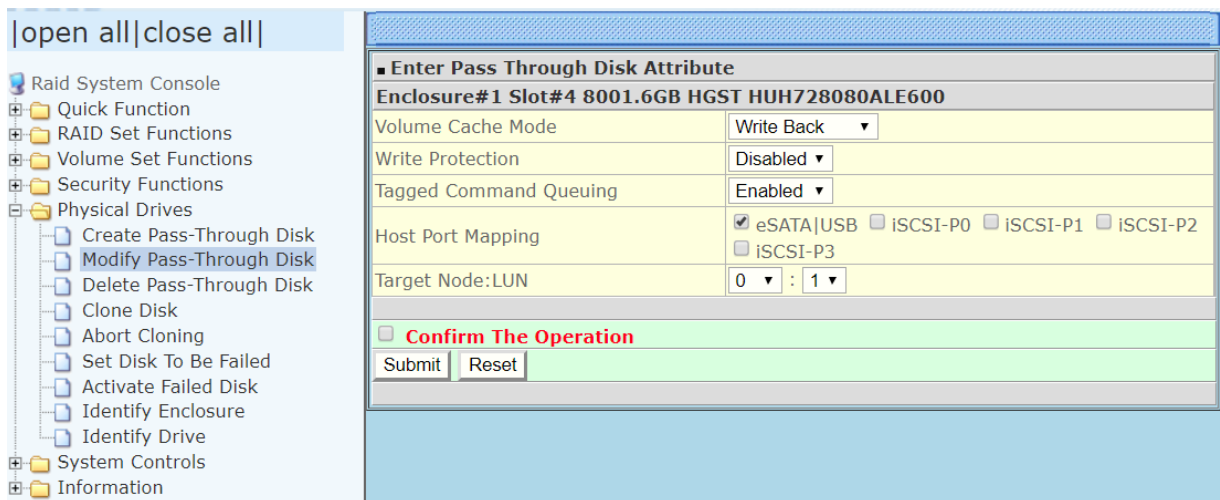 |open all|close all|
Raid System Console
Quick Function
RAID Set Functions
Volume Set Functions
Security Functions
Physical Drives
Create Pass-Through Disk
Modify Pass-Through Disk
Delete Pass-Through Disk
Clone Disk
Abort Cloning
Set Disk To Be Failed
Activate Failed Disk
Identify Enclosure
Identify Drive
System Controls
Information
Enter Pass Through Disk Attribute
Enclosure#1 Slot#4 8001.6GB HGST HUH728080ALE600
Volume Cache Mode Write Back
Write Protection Disabled
Tagged Command Queuing Enabled
Host Port Mapping eSATA|USB iSCSI-P0 iSCSI-P1 iSCSI-P2
iSCSI-P3
Target Node:LUN 0 : 1
Confirm The Operation
Submit Reset